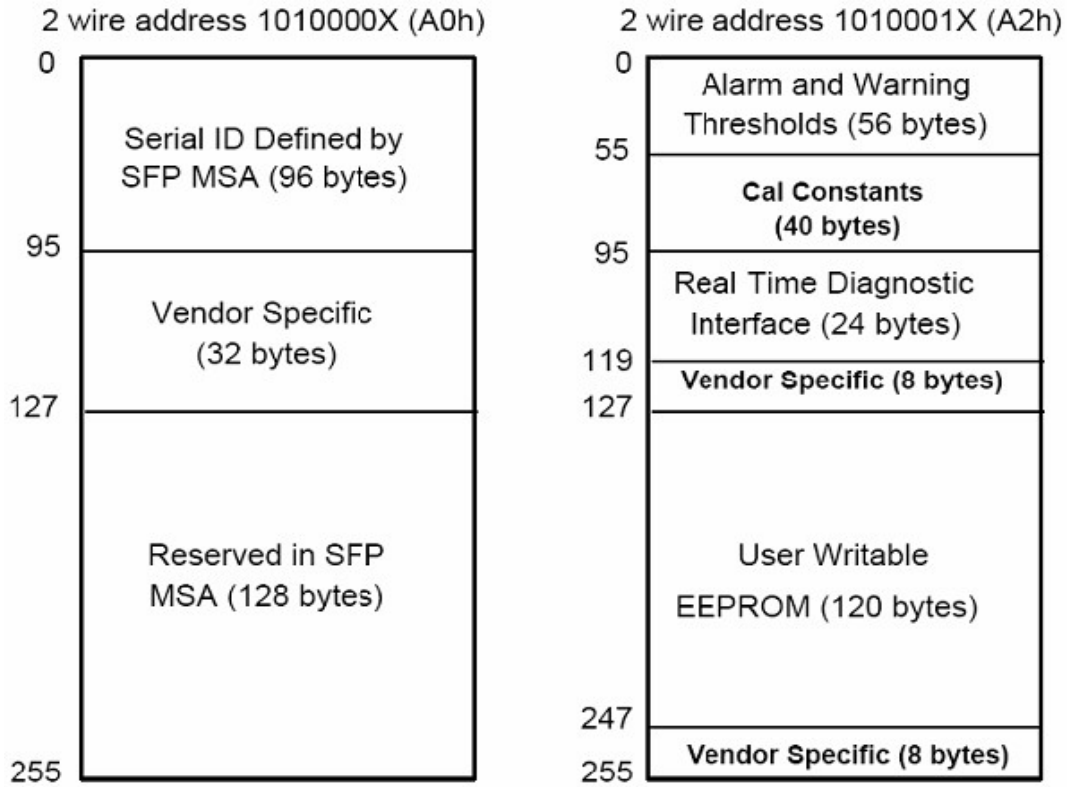 2 wire address 1010000X (A0h)
0
Serial ID Defined by
SFP MSA (96 bytes)
95
Vendor Specific
(32 bytes)
127
Reserved in SFP
MSA (128 bytes)
255
2 wire address 1010001X (A2h)
0
Alarm and Warning
Thresholds (56 bytes)
55
Cal Constants
(40 bytes)
95
Real Time Diagnostic
Interface (24 bytes)
119
Vendor Specific (8 bytes)
127
User Writable
EEPROM (120 bytes)
247
Vendor Specific (8 bytes)
255